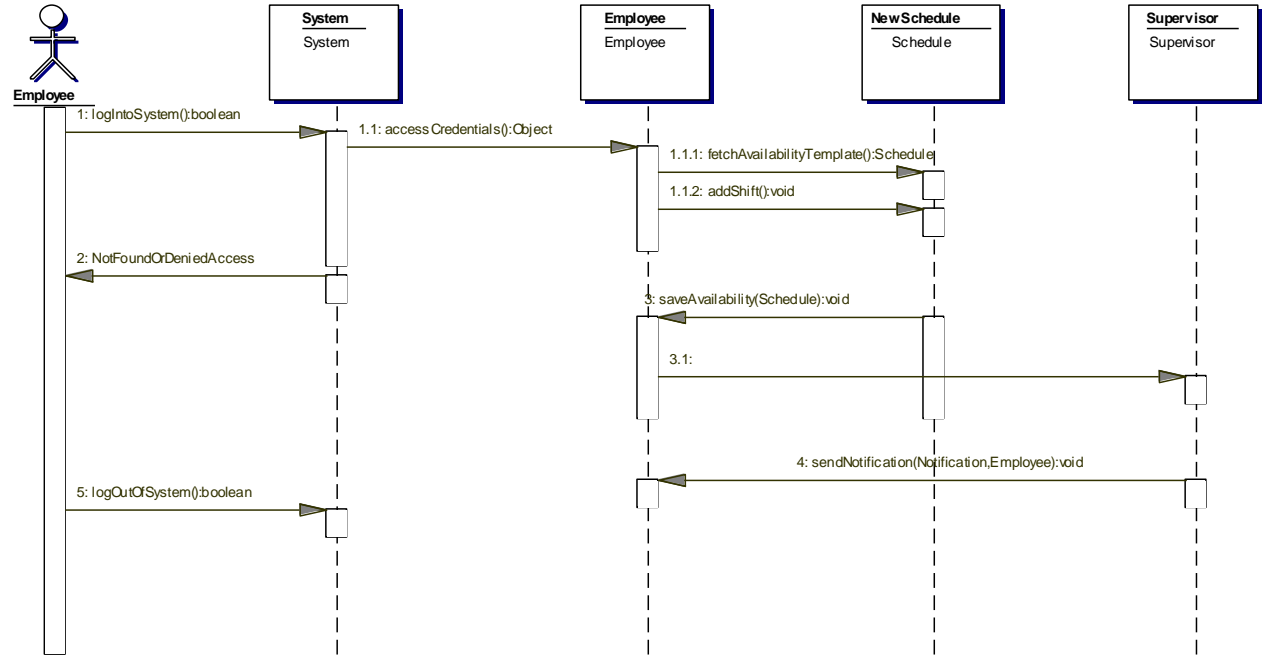 System
System
Employee
Employee
New Schedule
Schedule
Supervisor
Supervisor
Employee
1: logIntoSystem():boolean
1.1: accessCredentials():Object
1.1.1: fetchAvailabilityTemplate():Schedule
1.1.2: addShift():void
2: NotFoundOrDeniedAccess
3: saveAvailability(Schedule):void
3.1:
4: sendNotification(Notification,Employee):void
5: logOutOfSystem():boolean